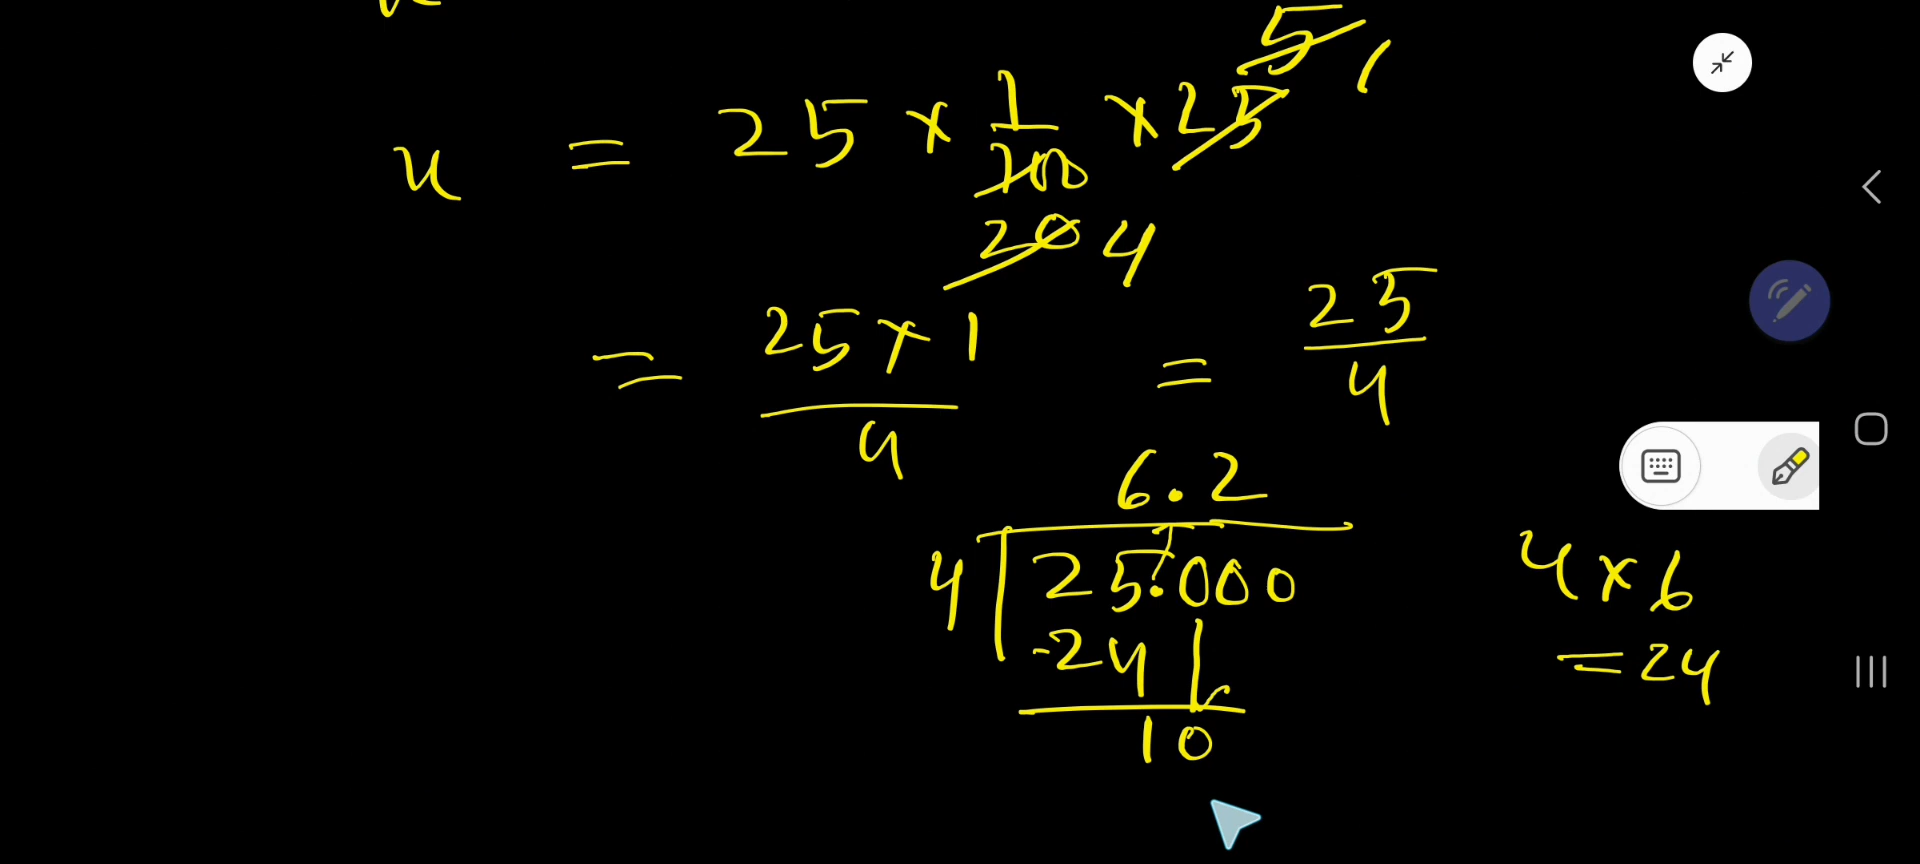 x = 25 × 1/100 × 25 5 1
20 4
= 25 × 1 / 4 = 25/4
6.2
4 25.000 4 × 6
-24 = 24
10